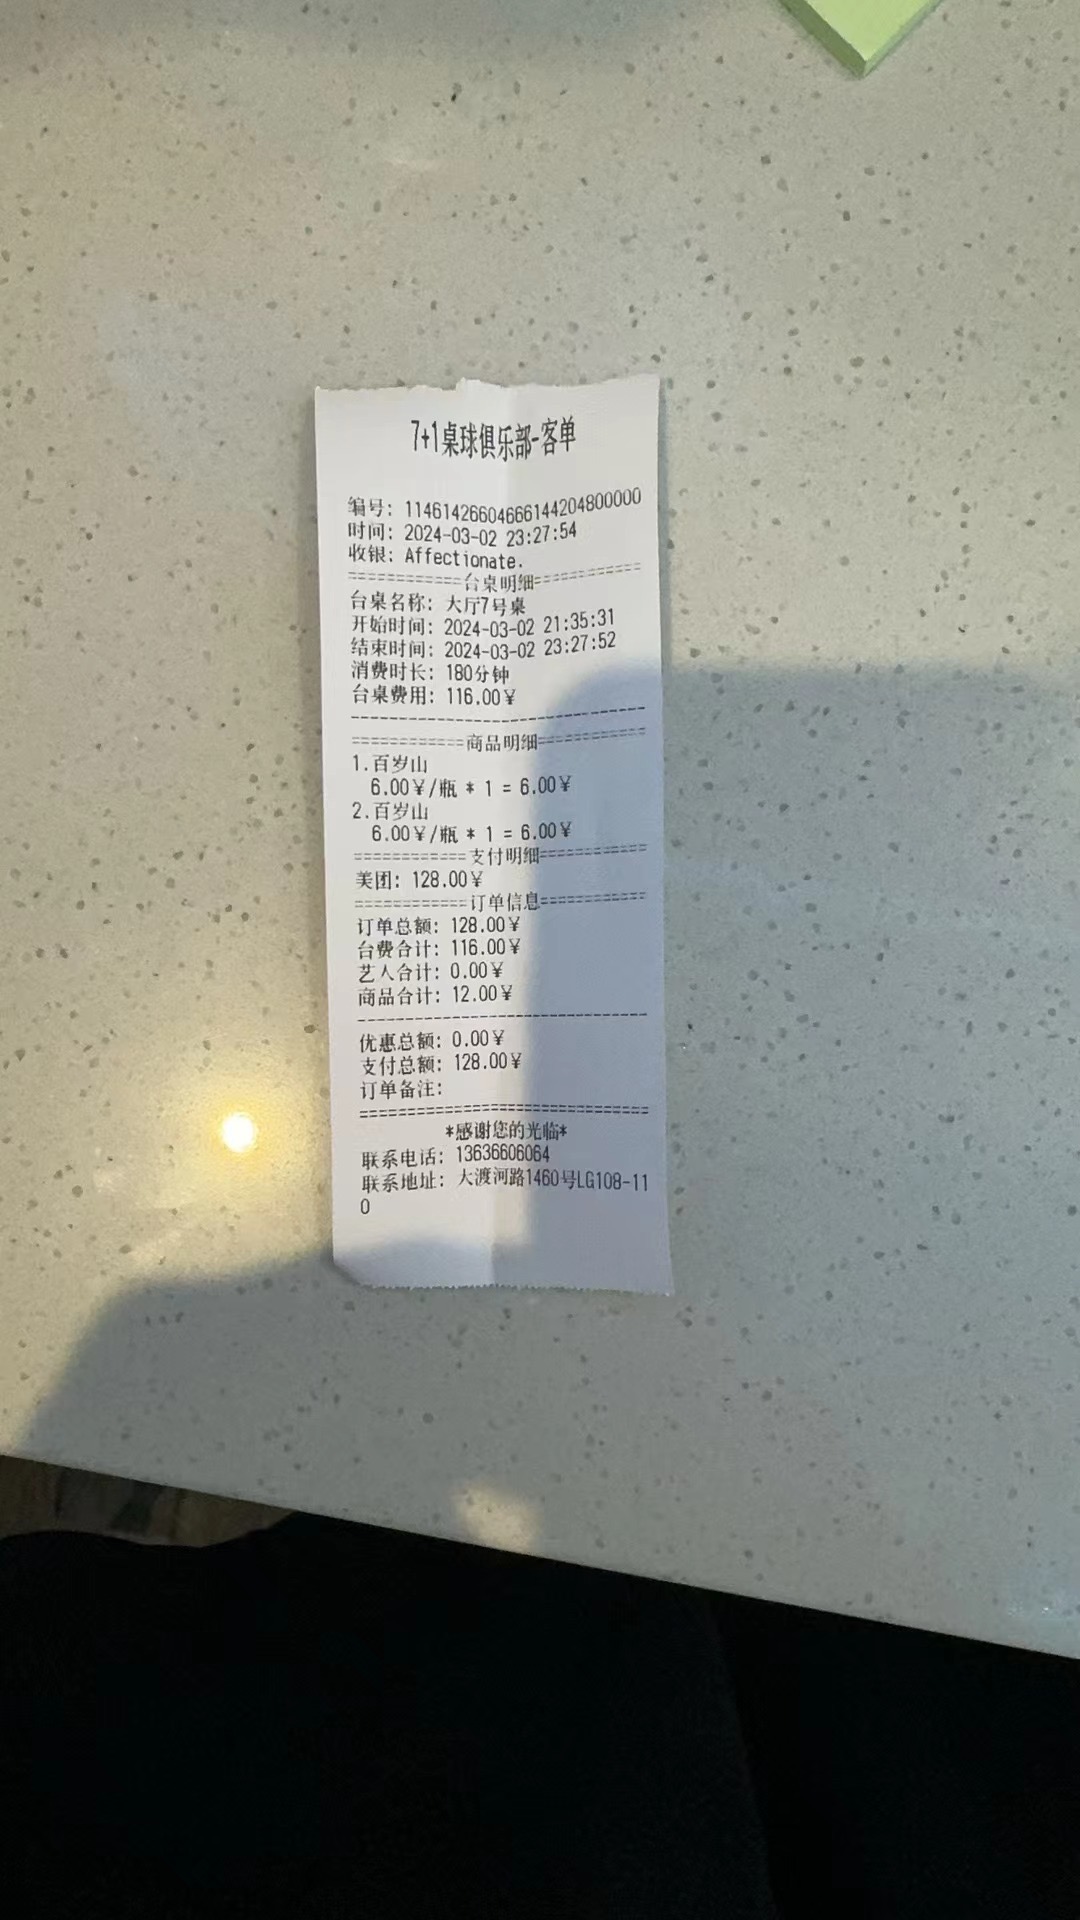 7+1桌球俱乐部-客单
编号: 1146142660466614420480​0000
时间: 2024-03-02 23:27:54
收银: Affectionate.
============台桌明细============
台桌名称: 大厅7号桌
开始时间: 2024-03-02 21:35:31
结束时间: 2024-03-02 23:27:52
消费时长: 180分钟
台桌费用: 116.00¥
--------------------------------
============商品明细============
1.百岁山
6.00¥/瓶 * 1 = 6.00¥
2.百岁山
6.00¥/瓶 * 1 = 6.00¥
============支付明细============
美团: 128.00¥
============订单信息============
订单总额: 128.00¥
台费合计: 116.00¥
艺人合计: 0.00¥
商品合计: 12.00¥
--------------------------------
优惠总额: 0.00¥
支付总额: 128.00¥
订单备注:
================================
*感谢您的光临*
联系电话: 13636606064
联系地址: 大渡河路1460号LG108-11
0